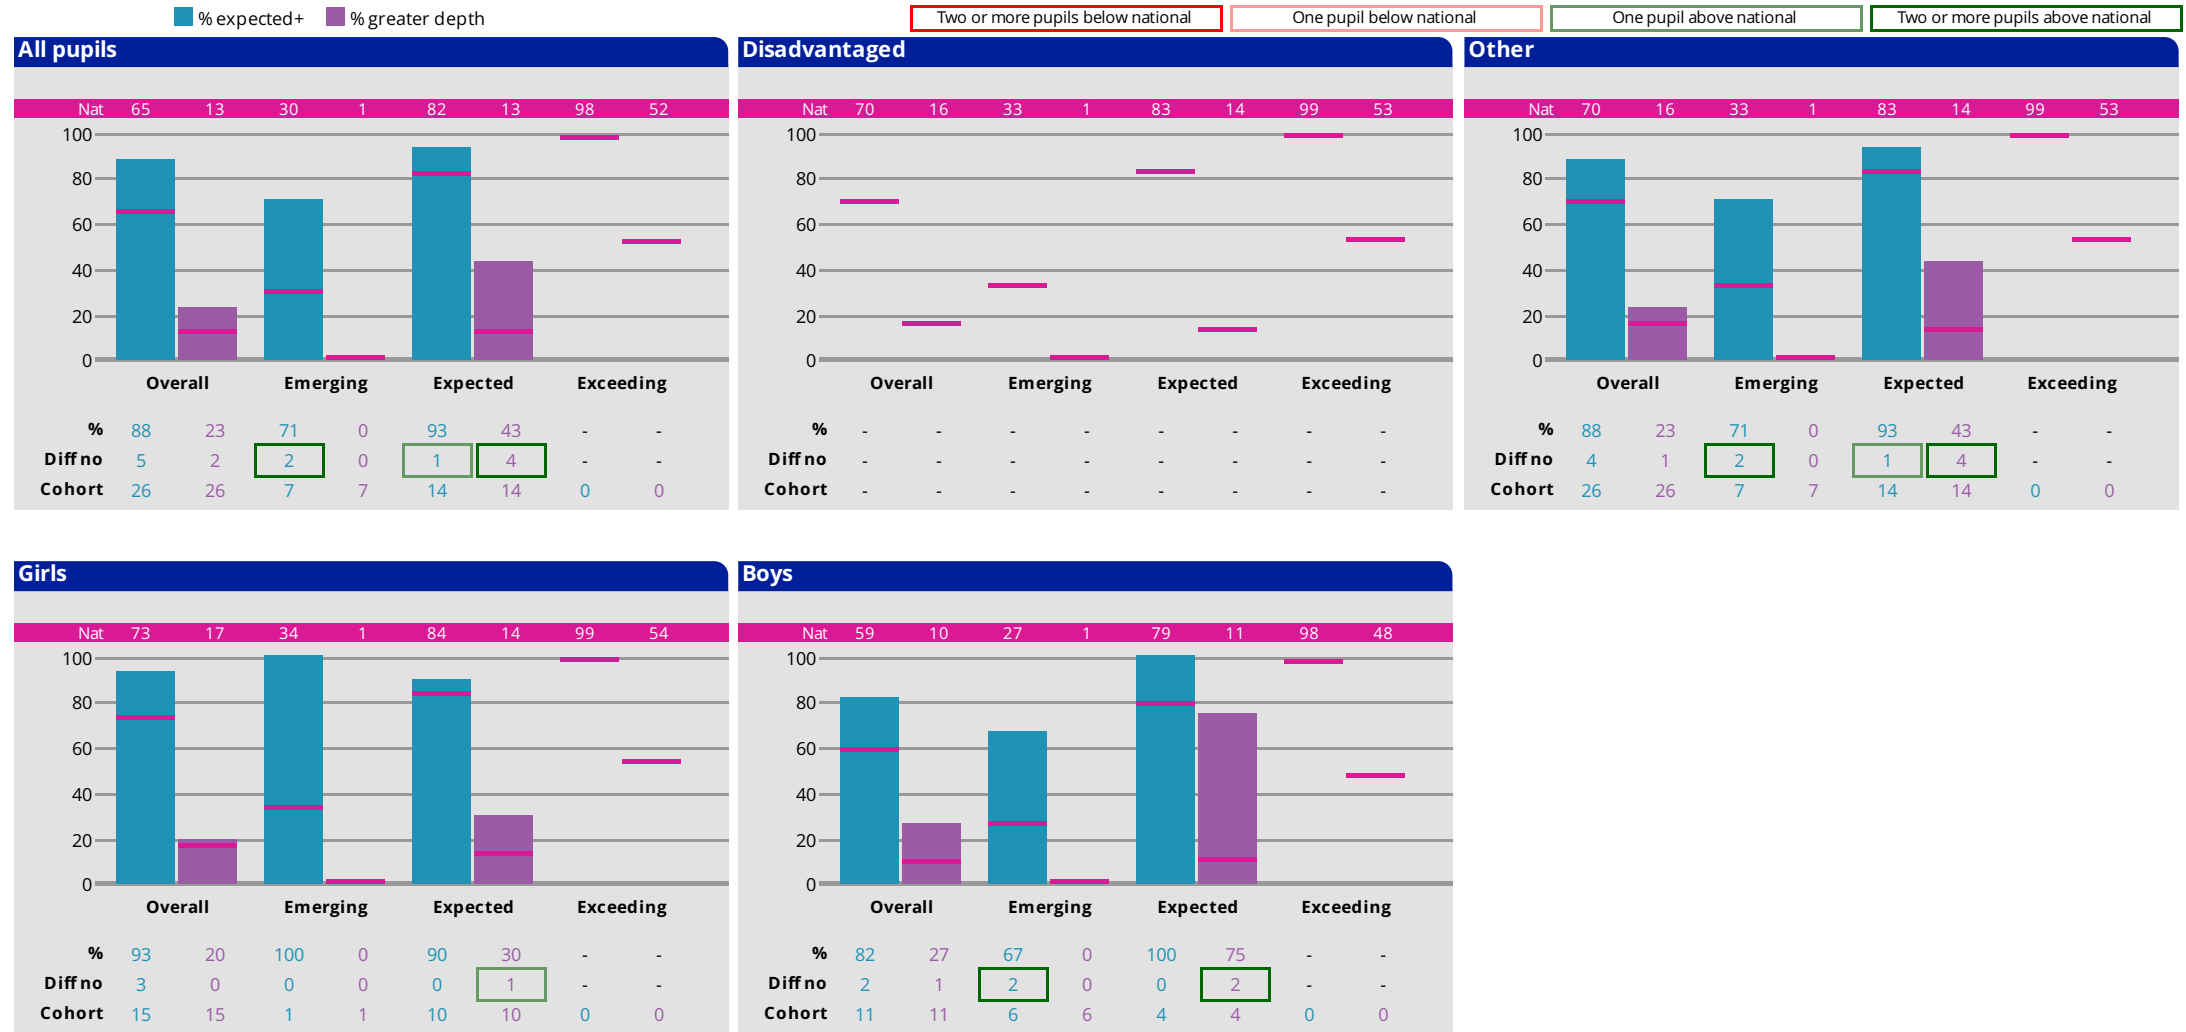 % expected+ % greater depth
Two or more pupils below national One pupil below national One pupil above national Two or more pupils above national
All pupils
Nat 65 13 30 1 82 13 98 52
100
80
60
40
20
0
Overall Emerging Expected Exceeding
% 88 23 71 0 93 43 - -
Diff no 5 2 2 0 1 4 - -
Cohort 26 26 7 7 14 14 0 0
Disadvantaged
Nat 70 16 33 1 83 14 99 53
100
80
60
40
20
0
Overall Emerging Expected Exceeding
% - - - - - - - -
Diff no - - - - - - - -
Cohort - - - - - - - -
Other
Nat 70 16 33 1 83 14 99 53
100
80
60
40
20
0
Overall Emerging Expected Exceeding
% 88 23 71 0 93 43 - -
Diff no 4 1 2 0 1 4 - -
Cohort 26 26 7 7 14 14 0 0
Girls
Nat 73 17 34 1 84 14 99 54
100
80
60
40
20
0
Overall Emerging Expected Exceeding
% 93 20 100 0 90 30 - -
Diff no 3 0 0 0 0 1 - -
Cohort 15 15 1 1 10 10 0 0
Boys
Nat 59 10 27 1 79 11 98 48
100
80
60
40
20
0
Overall Emerging Expected Exceeding
% 82 27 67 0 100 75 - -
Diff no 2 1 2 0 0 2 - -
Cohort 11 11 6 6 4 4 0 0